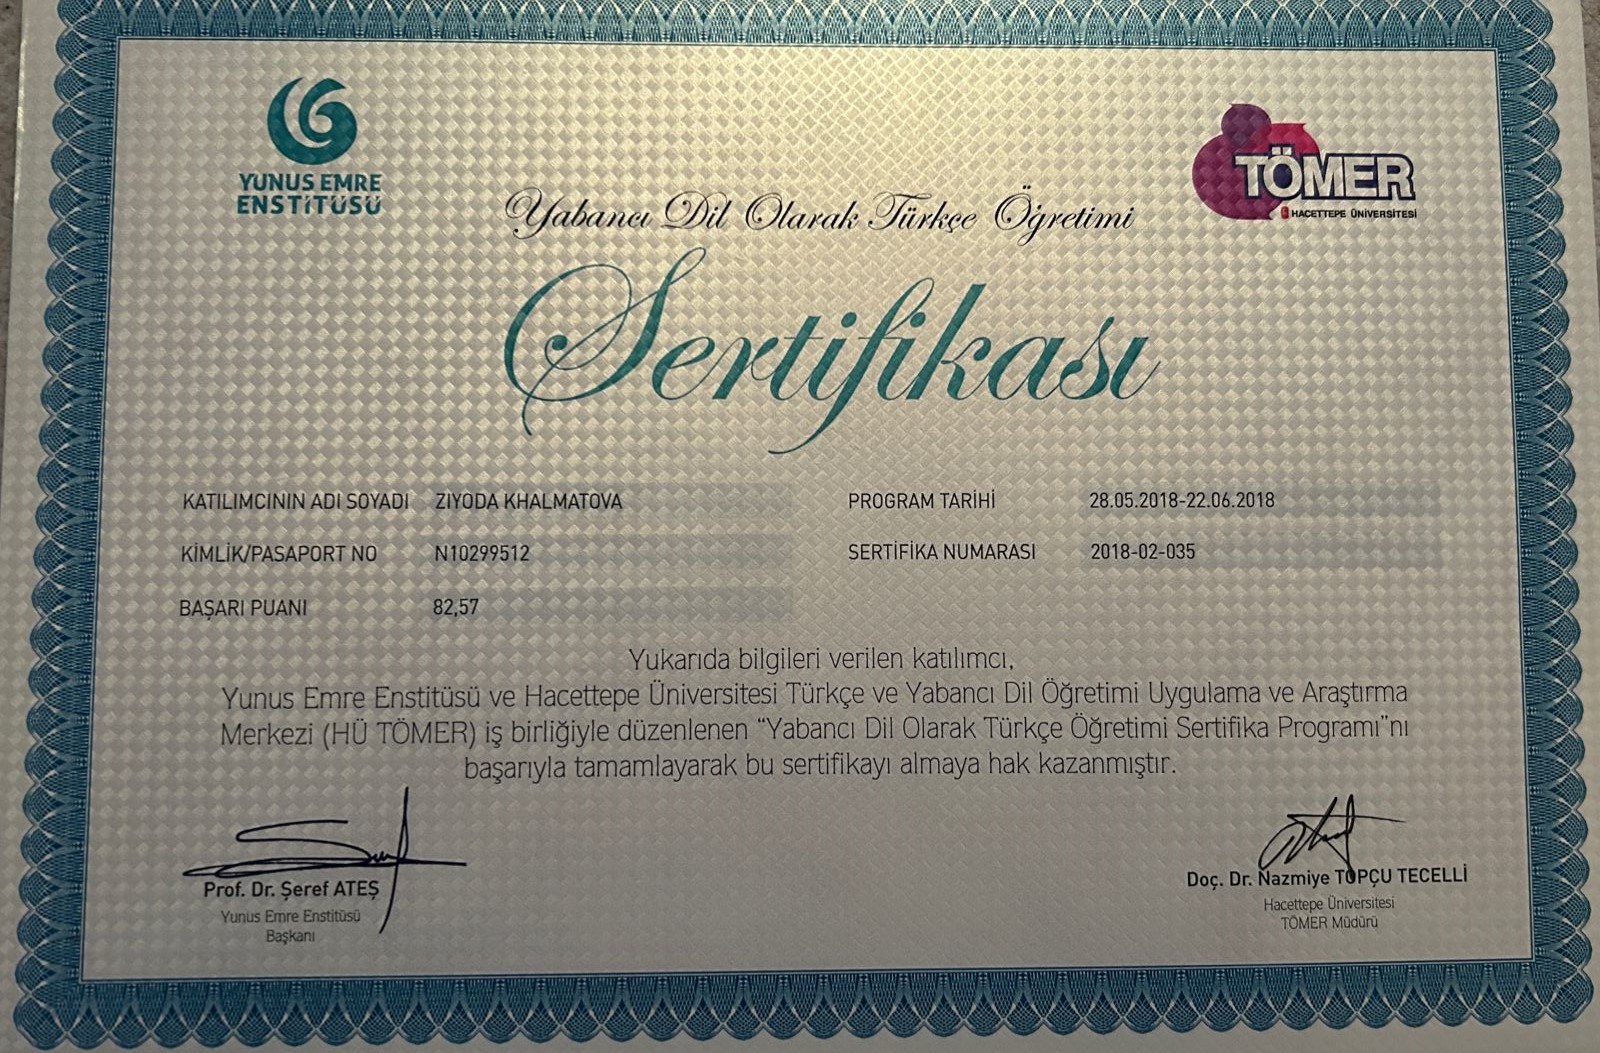 YUNUS EMRE
ENSTİTÜSÜ
TÖMER
HACETTEPE ÜNİVERSİTESİ
Yabancı Dil Olarak Türkçe Öğretimi
Sertifikası
KATILIMCININ ADI SOYADI ZIYODA KHALMATOVA
PROGRAM TARİHİ 28.05.2018-22.06.2018
KİMLİK/PASAPORT NO N10299512
SERTİFİKA NUMARASI 2018-02-035
BAŞARI PUANI 82,57
Yukarıda bilgileri verilen katılımcı,
Yunus Emre Enstitüsü ve Hacettepe Üniversitesi Türkçe ve Yabancı Dil Öğretimi Uygulama ve Araştırma
Merkezi (HÜ TÖMER) iş birliğiyle düzenlenen “Yabancı Dil Olarak Türkçe Öğretimi Sertifika Programı”nı
başarıyla tamamlayarak bu sertifikayı almaya hak kazanmıştır.
Prof. Dr. Şeref ATEŞ
Yunus Emre Enstitüsü
Başkanı
Doç. Dr. Nazmiye TOPÇU TECELLİ
Hacettepe Üniversitesi
TÖMER Müdürü